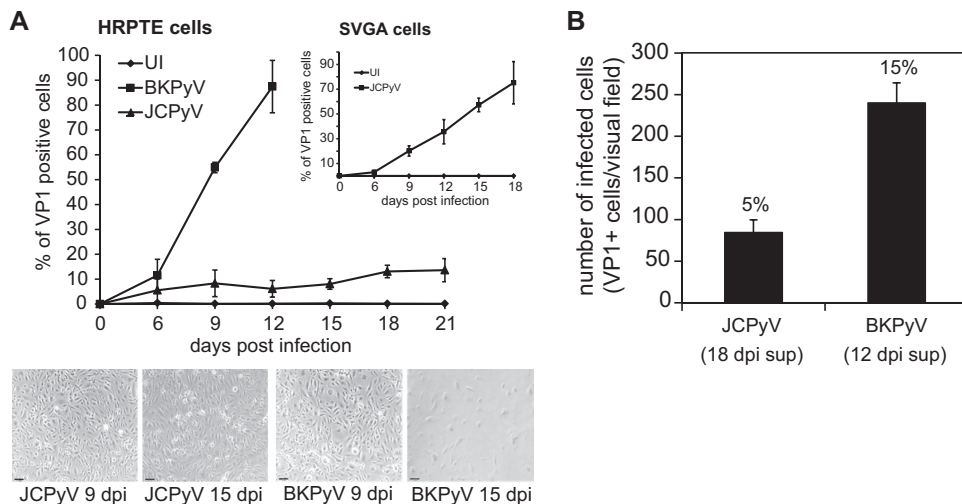 A
HRPTE cells
% of VP1 positive cells
100
90
80
70
60
50
40
30
20
10
0
UI
BKPyV
JCPyV
0 6 9 12 15 18 21
days post infection
SVGA cells
% of VP1 positive cells
90
70
50
30
10
UI
JCPyV
0 6 9 12 15 18
days post infection
JCPyV 9 dpi JCPyV 15 dpi BKPyV 9 dpi BKPyV 15 dpi
B
number of infected cells
(VP1+ cells/visual field)
300
250
200
150
100
50
0
5%
15%
JCPyV BKPyV
(18 dpi sup) (12 dpi sup)